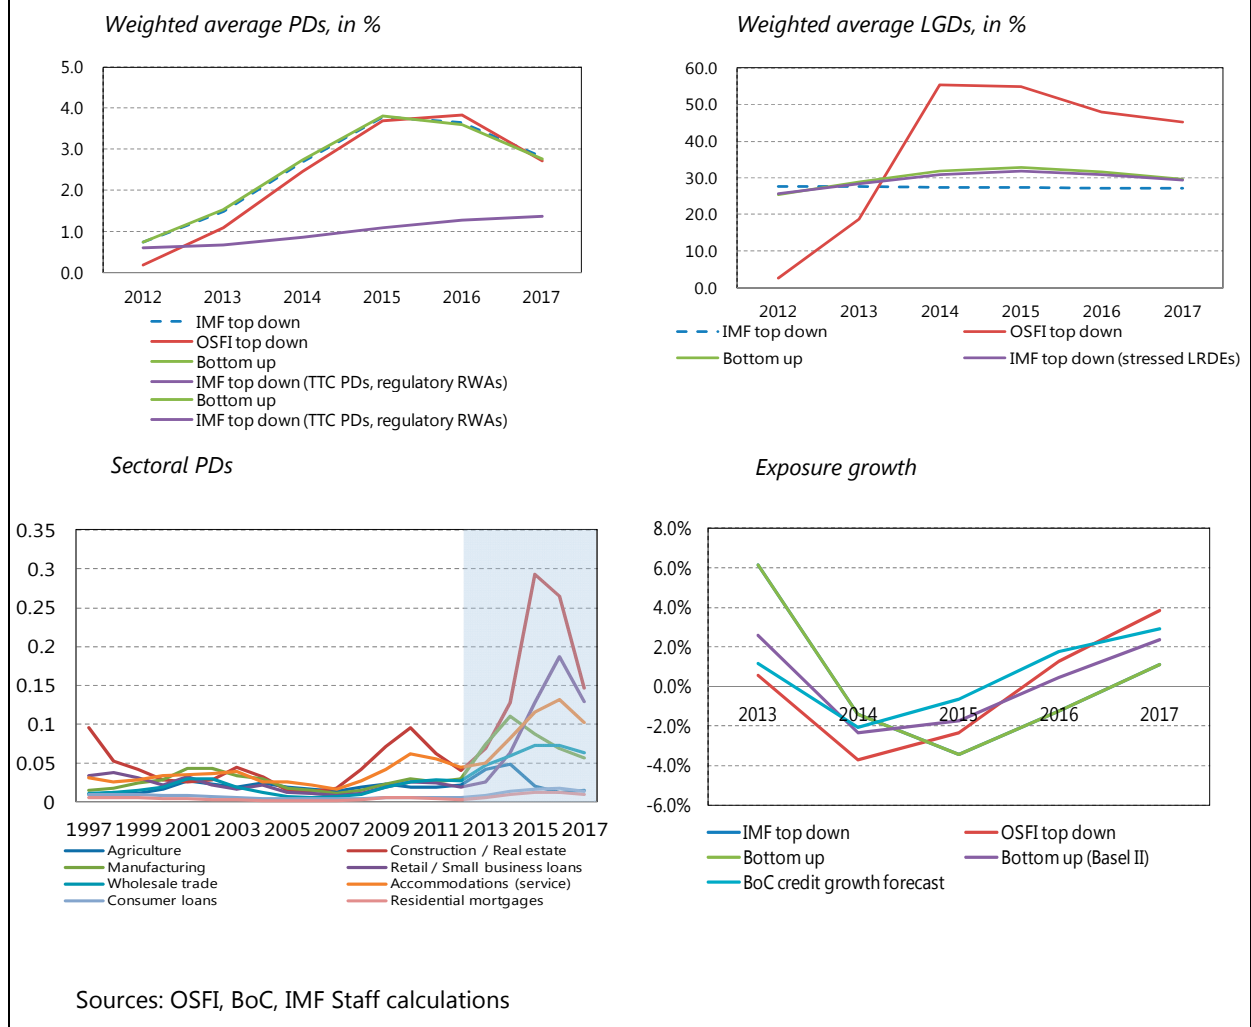 Weighted average PDs, in %
5.0
4.0
3.0
2.0
1.0
0.0
2012 2013 2014 2015 2016 2017
IMF top down
OSFI top down
Bottom up
IMF top down (TTC PDs, regulatory RWAs)
Bottom up
IMF top down (TTC PDs, regulatory RWAs)
Weighted average LGDs, in %
60.0
50.0
40.0
30.0
20.0
10.0
0.0
2012 2013 2014 2015 2016 2017
IMF top down OSFI top down
Bottom up IMF top down (stressed LRDEs)
Sectoral PDs
0.35
0.3
0.25
0.2
0.15
0.1
0.05
0
1997 1999 2001 2003 2005 2007 2009 2011 2013 2015 2017
Agriculture Construction / Real estate
Manufacturing Retail / Small business loans
Wholesale trade Accommodations (service)
Consumer loans Residential mortgages
Exposure growth
8.0%
6.0%
4.0%
2.0%
0.0%
2013 2014 2015 2016 2017
-2.0%
-4.0%
-6.0%
IMF top down OSFI top down
Bottom up Bottom up (Basel II)
BoC credit growth forecast
Sources: OSFI, BoC, IMF Staff calculations